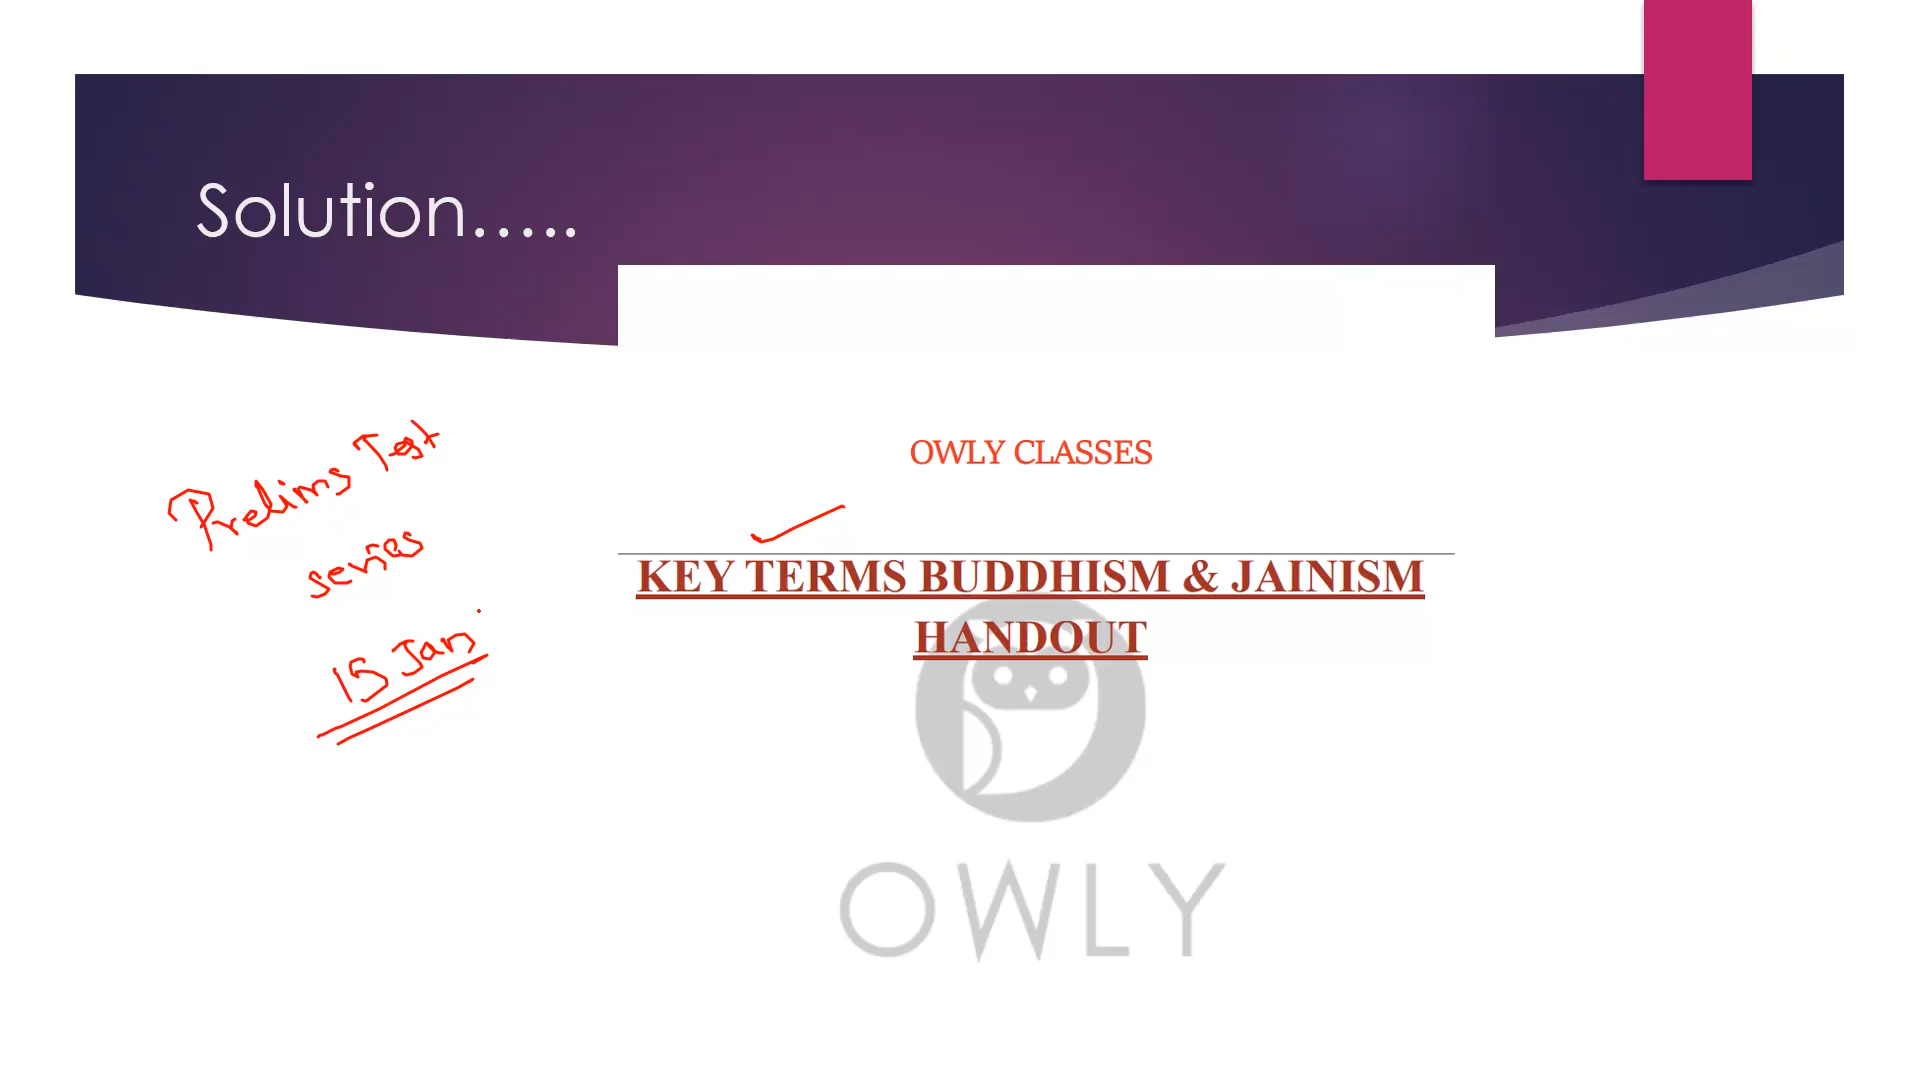 Solution.....
Prelims Test
series
15 Jan
OWLY CLASSES
KEY TERMS BUDDHISM & JAINISM
HANDOUT
OWLY